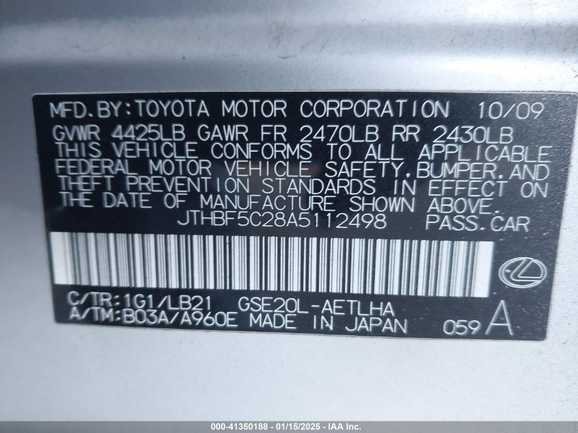 MFD.BY:TOYOTA MOTOR CORPORATION 10/09
GVWR 4425LB GAWR FR 2470LB RR 2430LB
THIS VEHICLE CONFORMS TO ALL APPLICABLE
FEDERAL MOTOR VEHICLE SAFETY,BUMPER,AND
THEFT PREVENTION STANDARDS IN EFFECT ON
THE DATE OF MANUFACTURE SHOWN ABOVE.
JTHBF5C28A5112498 PASS.CAR
C/TR:1G1/LB21 GSE20L-AETLHA
A/TM:B03A/A960E MADE IN JAPAN 059 A
© 00000-41350188 - 01/15/2025 - IAA Inc.